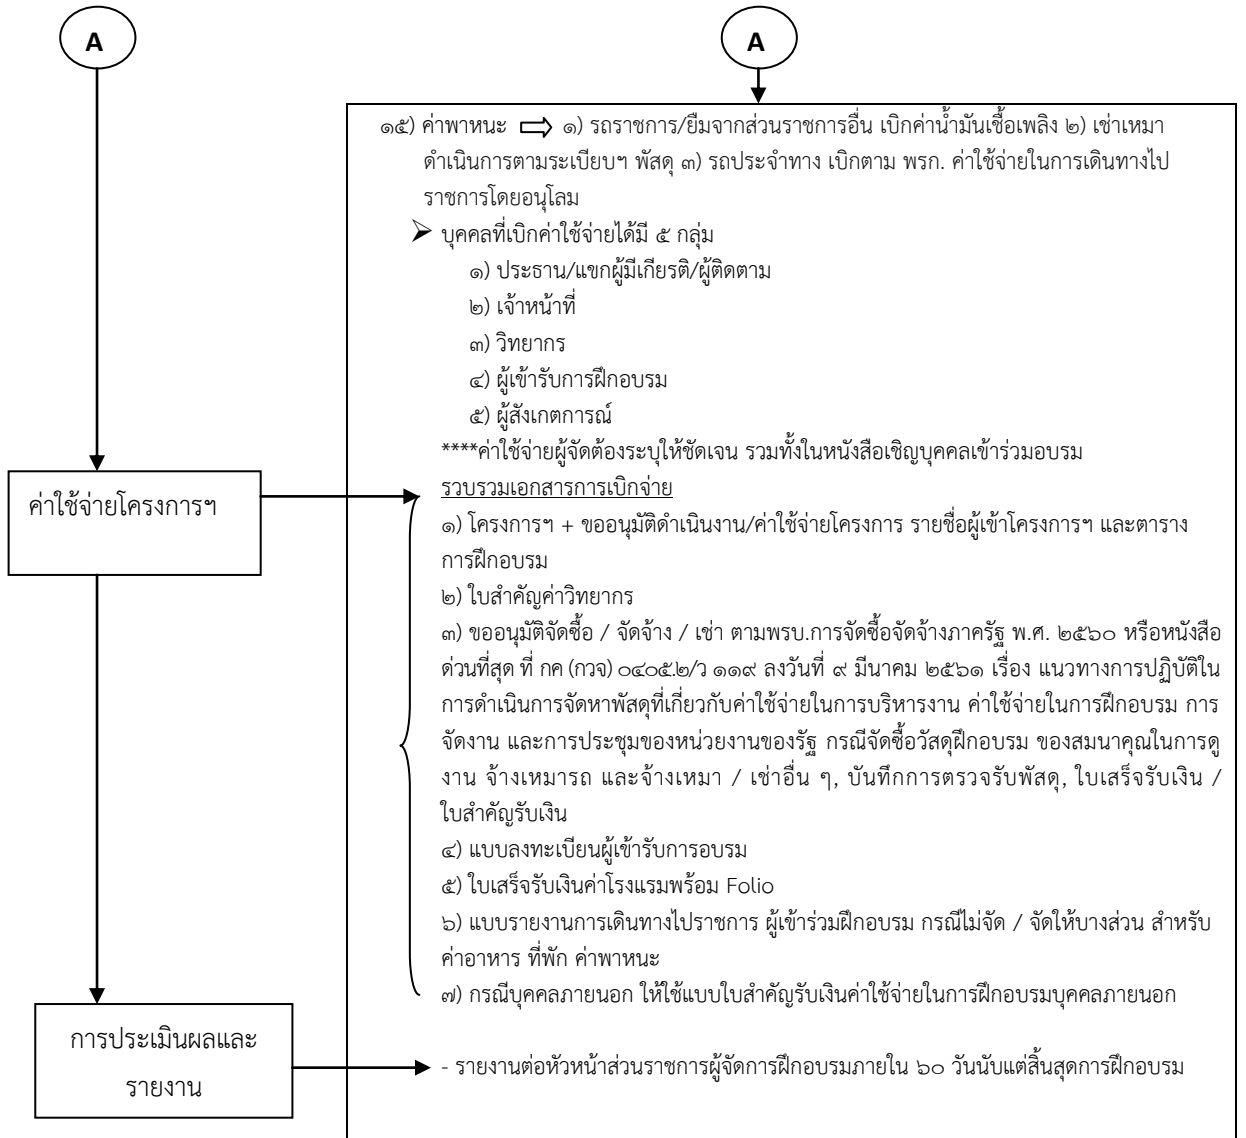 A
A
๑๕) ค่าพาหนะ ⇨ ๑) รถราชการ/ยืมจากส่วนราชการอื่น เบิกค่าน้ำมันเชื้อเพลิง ๒) เช่าเหมา
ดำเนินการตามระเบียบฯ พัสดุ ๓) รถประจำทาง เบิกตาม พรก. ค่าใช้จ่ายในการเดินทางไป
ราชการโดยอนุโลม
➢ บุคคลที่เบิกค่าใช้จ่ายได้มี ๕ กลุ่ม
๑) ประธาน/แขกผู้มีเกียรติ/ผู้ติดตาม
๒) เจ้าหน้าที่
๓) วิทยากร
๔) ผู้เข้ารับการฝึกอบรม
๕) ผู้สังเกตการณ์
****ค่าใช้จ่ายผู้จัดต้องระบุให้ชัดเจน รวมทั้งในหนังสือเชิญบุคคลเข้าร่วมอบรม
ค่าใช้จ่ายโครงการฯ
รวบรวมเอกสารการเบิกจ่าย
๑) โครงการฯ + ขออนุมัติดำเนินงาน/ค่าใช้จ่ายโครงการ รายชื่อผู้เข้าโครงการฯ และตาราง
การฝึกอบรม
๒) ใบสำคัญค่าวิทยากร
๓) ขออนุมัติจัดซื้อ / จัดจ้าง / เช่า ตามพรบ.การจัดซื้อจัดจ้างภาครัฐ พ.ศ. ๒๕๖๐ หรือหนังสือ
ด่วนที่สุด ที่ กค (กวจ) ๐๔๐๕.๒/ว ๑๑๙ ลงวันที่ ๙ มีนาคม ๒๕๖๑ เรื่อง แนวทางการปฏิบัติใน
การดำเนินการจัดหาพัสดุที่เกี่ยวกับค่าใช้จ่ายในการบริหารงาน ค่าใช้จ่ายในการฝึกอบรม การ
จัดงาน และการประชุมของหน่วยงานของรัฐ กรณีจัดซื้อวัสดุฝึกอบรม ของสมนาคุณในการดู
งาน จ้างเหมารถ และจ้างเหมา / เช่าอื่น ๆ, บันทึกการตรวจรับพัสดุ, ใบเสร็จรับเงิน /
ใบสำคัญรับเงิน
๔) แบบลงทะเบียนผู้เข้ารับการอบรม
๕) ใบเสร็จรับเงินค่าโรงแรมพร้อม Folio
๖) แบบรายงานการเดินทางไปราชการ ผู้เข้าร่วมฝึกอบรม กรณีไม่จัด / จัดให้บางส่วน สำหรับ
ค่าอาหาร ที่พัก ค่าพาหนะ
๗) กรณีบุคคลภายนอก ให้ใช้แบบใบสำคัญรับเงินค่าใช้จ่ายในการฝึกอบรมบุคคลภายนอก
การประเมินผลและ
รายงาน
- รายงานต่อหัวหน้าส่วนราชการผู้จัดการฝึกอบรมภายใน ๖๐ วันนับแต่สิ้นสุดการฝึกอบรม